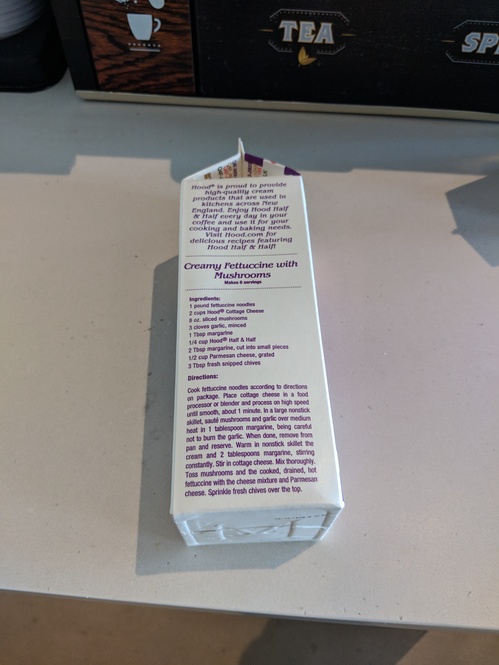 TEA
SP
Hood® is proud to provide
high-quality cream
products that are used in
kitchens across New
England. Enjoy Hood Half
& Half every day in your
coffee and use it for your
cooking and baking needs.
Visit Hood.com for
delicious recipes featuring
Hood Half & Half!
Creamy Fettuccine with
Mushrooms
Makes 6 servings
Ingredients:
1 pound fettuccine noodles
2 cups Hood® Cottage Cheese
8 oz. sliced mushrooms
3 cloves garlic, minced
1 Tbsp margarine
1/4 cup Hood® Half & Half
2 Tbsp margarine, cut into small pieces
1/2 cup Parmesan cheese, grated
3 Tbsp fresh snipped chives
Directions:
Cook fettuccine noodles according to directions
on package. Place cottage cheese in a food
processor or blender and process on high speed
until smooth, about 1 minute. In a large nonstick
skillet, sauté mushrooms and garlic over medium
heat in 1 tablespoon margarine, being careful
not to burn the garlic. When done, remove from
pan and reserve. Warm in nonstick skillet the
cream and 2 tablespoons margarine, stirring
constantly. Stir in cottage cheese. Mix thoroughly.
Toss mushrooms and the cooked, drained, hot
fettuccine with the cheese mixture and Parmesan
cheese. Sprinkle fresh chives over the top.